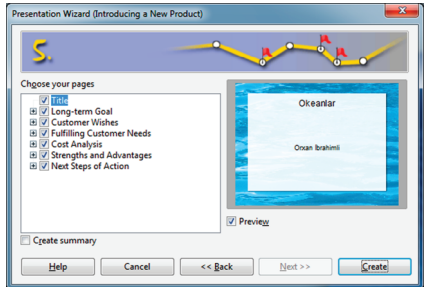 Presentation Wizard (Introducing a New Product)
5.
Choose your pages
Title
Long-term Goal
Customer Wishes
Fulfilling Customer Needs
Cost Analysis
Strengths and Advantages
Next Steps of Action
Okeanlar
Orxan Ibrahimli
Preview
Create summary
Help
Cancel
<< Back
Next >>
Create